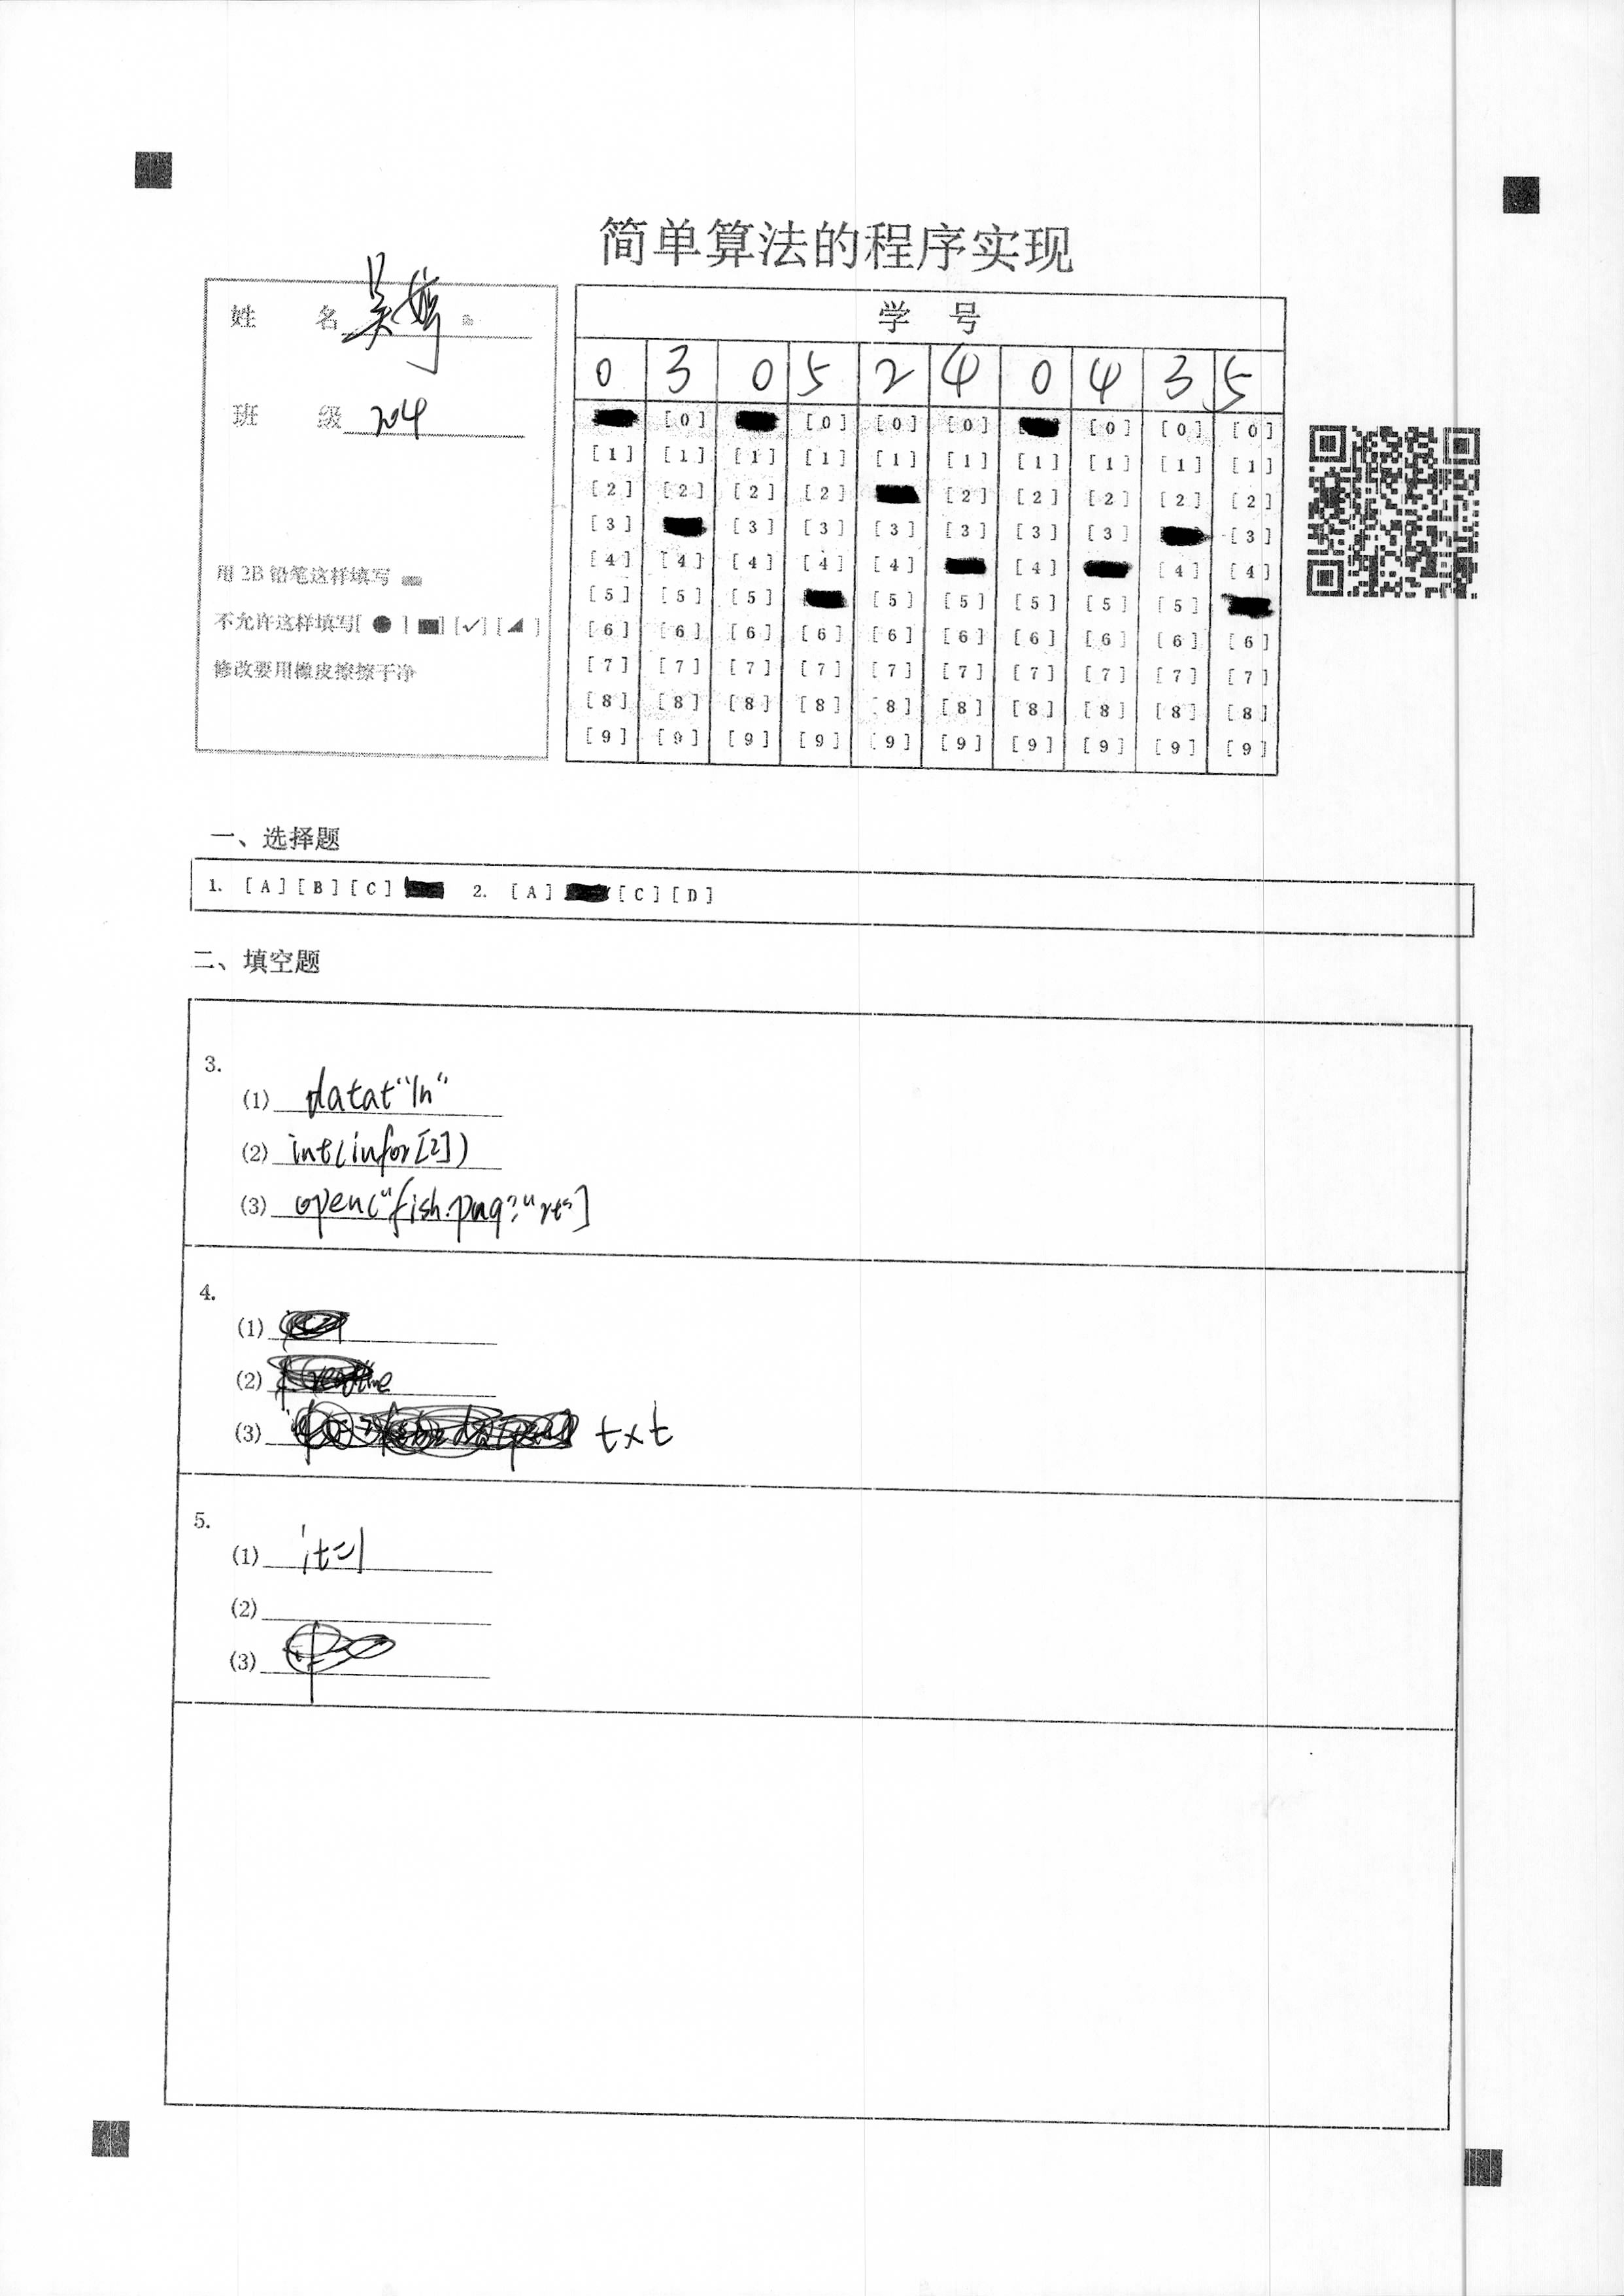 简单算法的程序实现
姓 名 吴婷
班 级 204
用 2B 铅笔这样填写
不允许这样填写[ ● ] [■] [✓] [◢ ]
修改要用橡皮擦擦干净
学 号
0 3 0 5 2 4 0 4 3 5
[0] [0] [0] [0] [0] [0] [0]
[1] [1] [1] [1] [1] [1] [1] [1] [1] [1]
[2] [2] [2] [2] [2] [2] [2] [2] [2]
[3] [3] [3] [3] [3] [3] [3] [3]
[4] [4] [4] [4] [4] [4] [4] [4]
[5] [5] [5] [5] [5] [5] [5] [5]
[6] [6] [6] [6] [6] [6] [6] [6] [6] [6]
[7] [7] [7] [7] [7] [7] [7] [7] [7] [7]
[8] [8] [8] [8] [8] [8] [8] [8] [8] [8]
[9] [9] [9] [9] [9] [9] [9] [9] [9] [9]
一、选择题
1. [A] [B] [C] 2. [A] [C] [D]
二、填空题
3.
(1) datat"\n"
(2) int(infor[2])
(3) open("fish.png","rt"]
4.
(1)
(2)
(3) txt
5.
(1) it=1
(2)
(3)